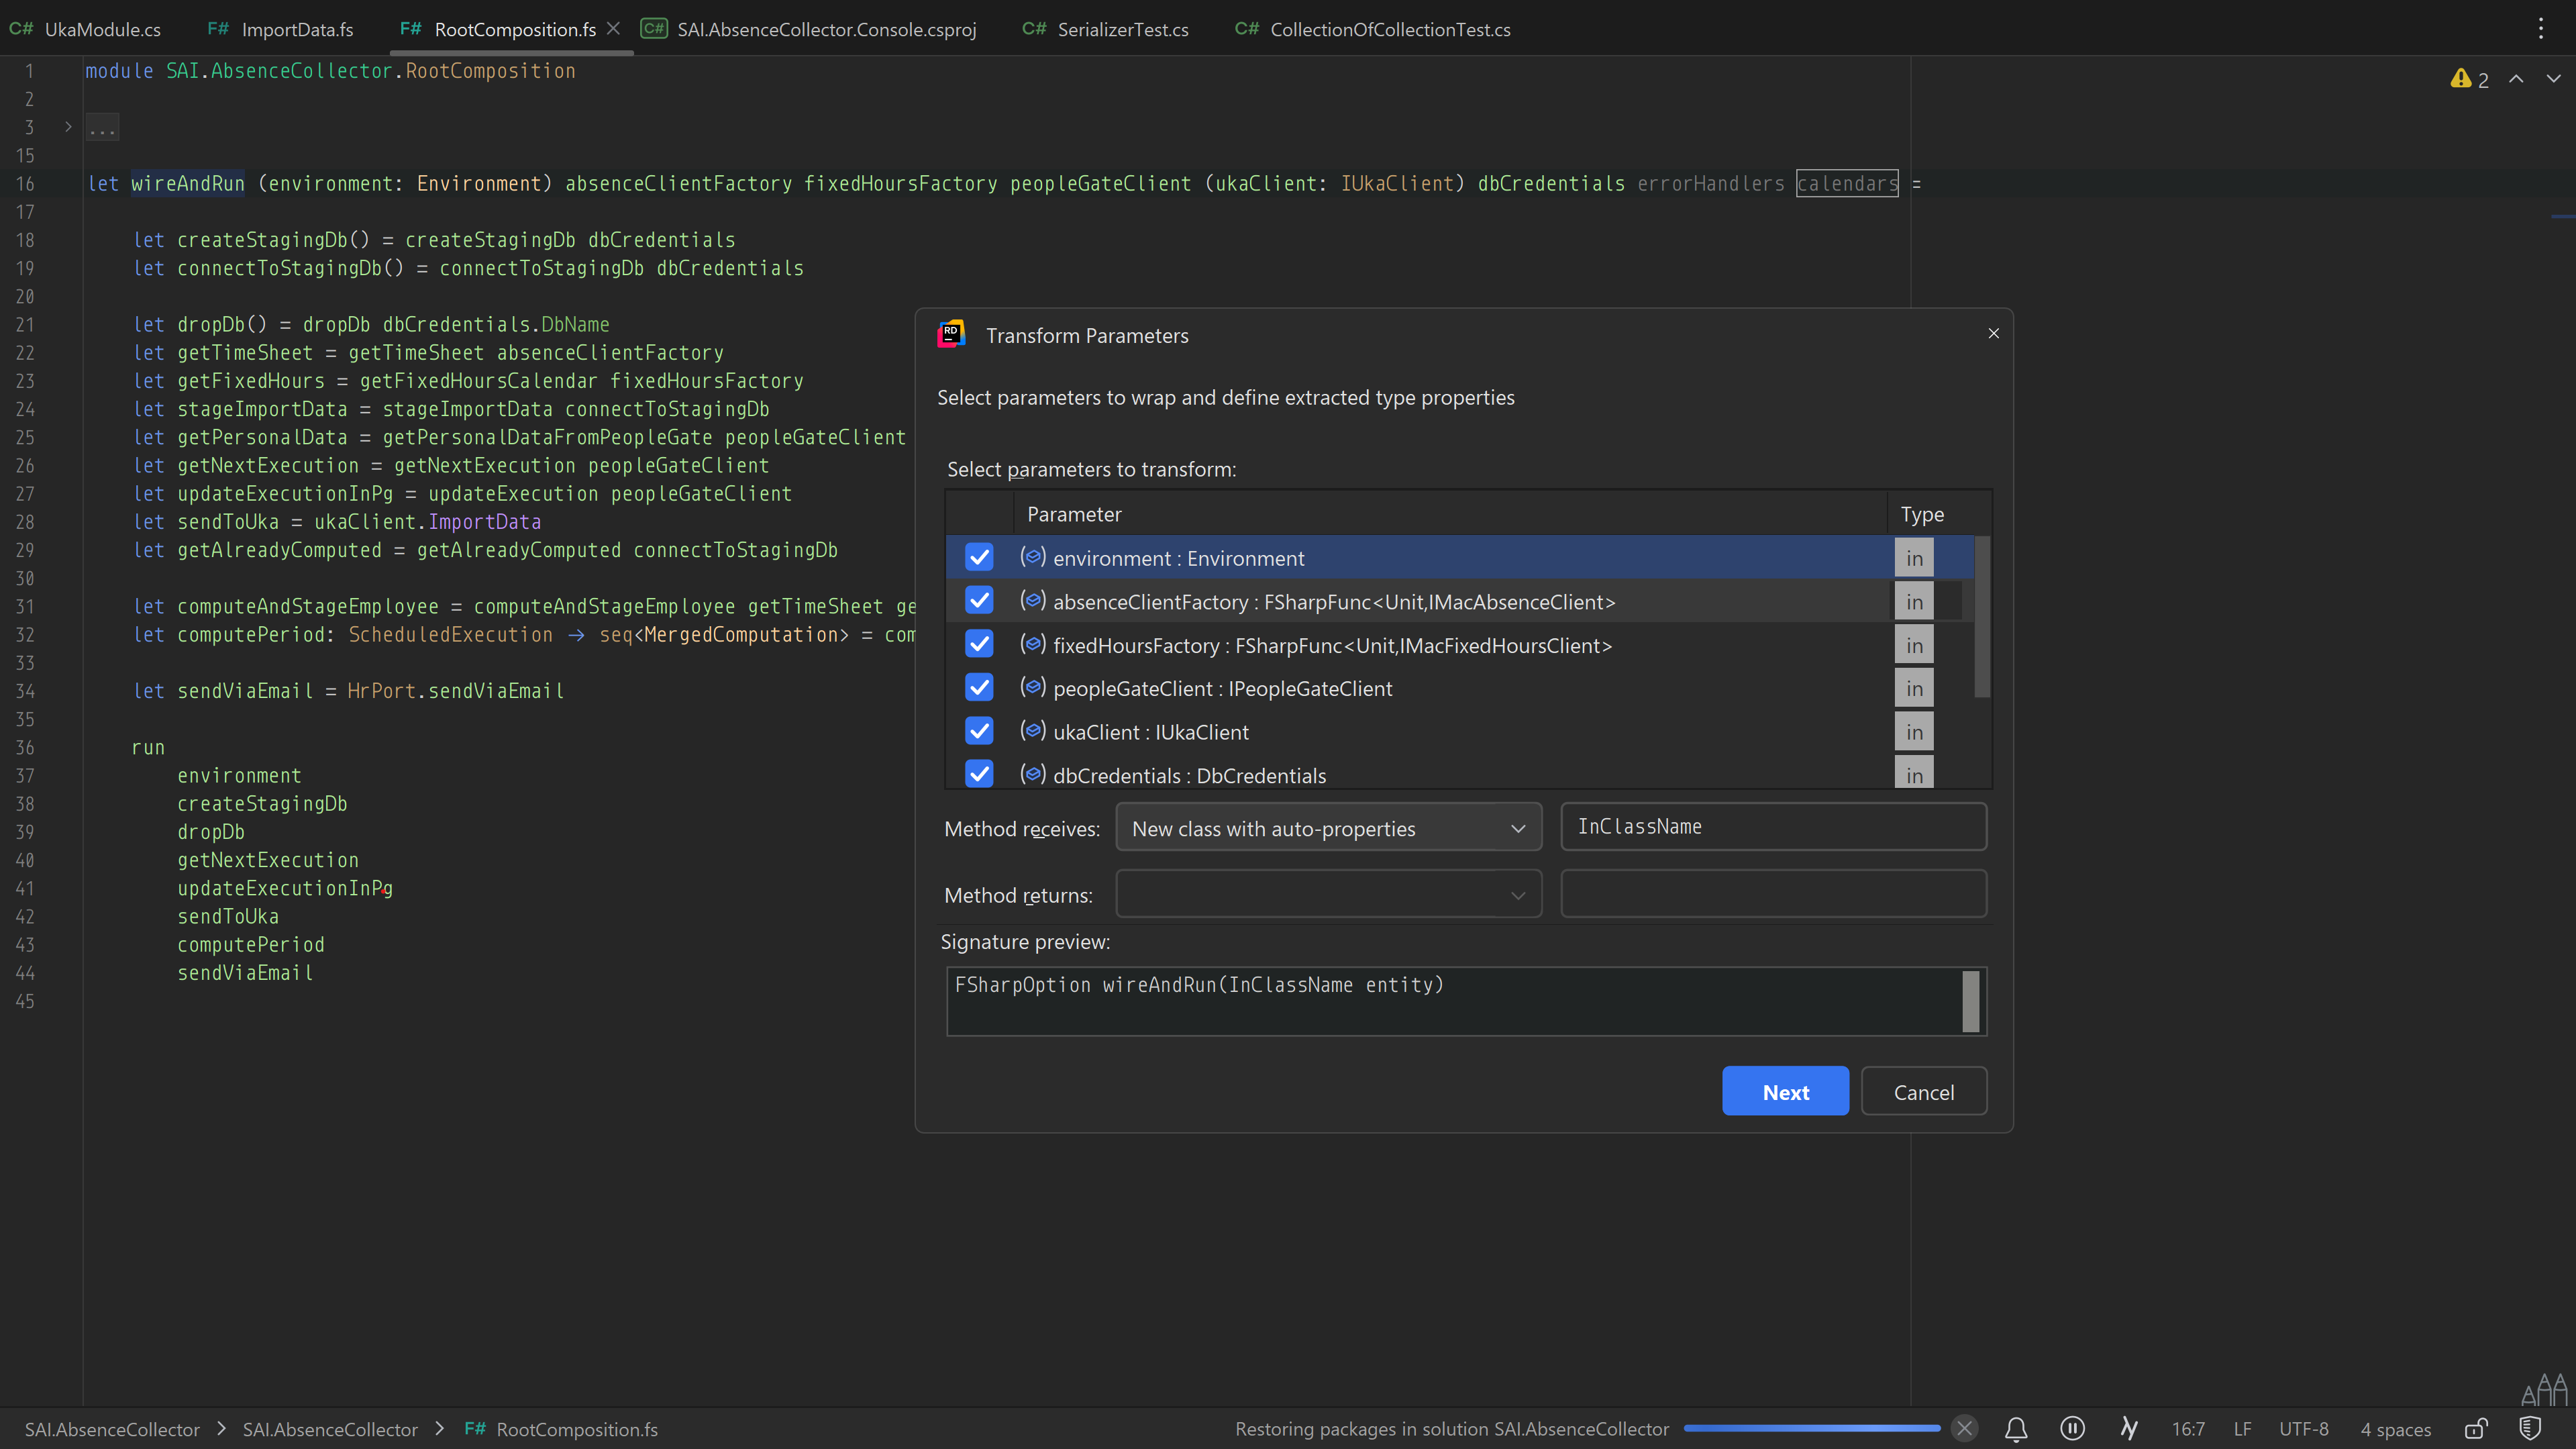 C# UkaModule.cs F# ImportData.fs F# RootComposition.fs C# SAI.AbsenceCollector.Console.csproj C# SerializerTest.cs C# CollectionOfCollectionTest.cs
2
1 module SAI.AbsenceCollector.RootComposition
2
3 ...
15
16 let wireAndRun (environment: Environment) absenceClientFactory fixedHoursFactory peopleGateClient (ukaClient: IUkaClient) dbCredentials errorHandlers calendars =
17
18 let createStagingDb() = createStagingDb dbCredentials
19 let connectToStagingDb() = connectToStagingDb dbCredentials
20
21 let dropDb() = dropDb dbCredentials.DbName
22 let getTimeSheet = getTimeSheet absenceClientFactory
23 let getFixedHours = getFixedHoursCalendar fixedHoursFactory
24 let stageImportData = stageImportData connectToStagingDb
25 let getPersonalData = getPersonalDataFromPeopleGate peopleGateClient
26 let getNextExecution = getNextExecution peopleGateClient
27 let updateExecutionInPg = updateExecution peopleGateClient
28 let sendToUka = ukaClient.ImportData
29 let getAlreadyComputed = getAlreadyComputed connectToStagingDb
30
31 let computeAndStageEmployee = computeAndStageEmployee getTimeSheet ge
32 let computePeriod: ScheduledExecution → seq<MergedComputation> = com
33
34 let sendViaEmail = HrPort.sendViaEmail
35
36 run
37 environment
38 createStagingDb
39 dropDb
40 getNextExecution
41 updateExecutionInPg
42 sendToUka
43 computePeriod
44 sendViaEmail
45
RD Transform Parameters
Select parameters to wrap and define extracted type properties
Select parameters to transform:
Parameter Type
environment : Environment in
absenceClientFactory : FSharpFunc<Unit,IMacAbsenceClient> in
fixedHoursFactory : FSharpFunc<Unit,IMacFixedHoursClient> in
peopleGateClient : IPeopleGateClient in
ukaClient : IUkaClient in
dbCredentials : DbCredentials in
Method receives: New class with auto-properties InClassName
Method returns:
Signature preview:
FSharpOption wireAndRun(InClassName entity)
Next Cancel
SAI.AbsenceCollector > SAI.AbsenceCollector > F# RootComposition.fs Restoring packages in solution SAI.AbsenceCollector 16:7 LF UTF-8 4 spaces